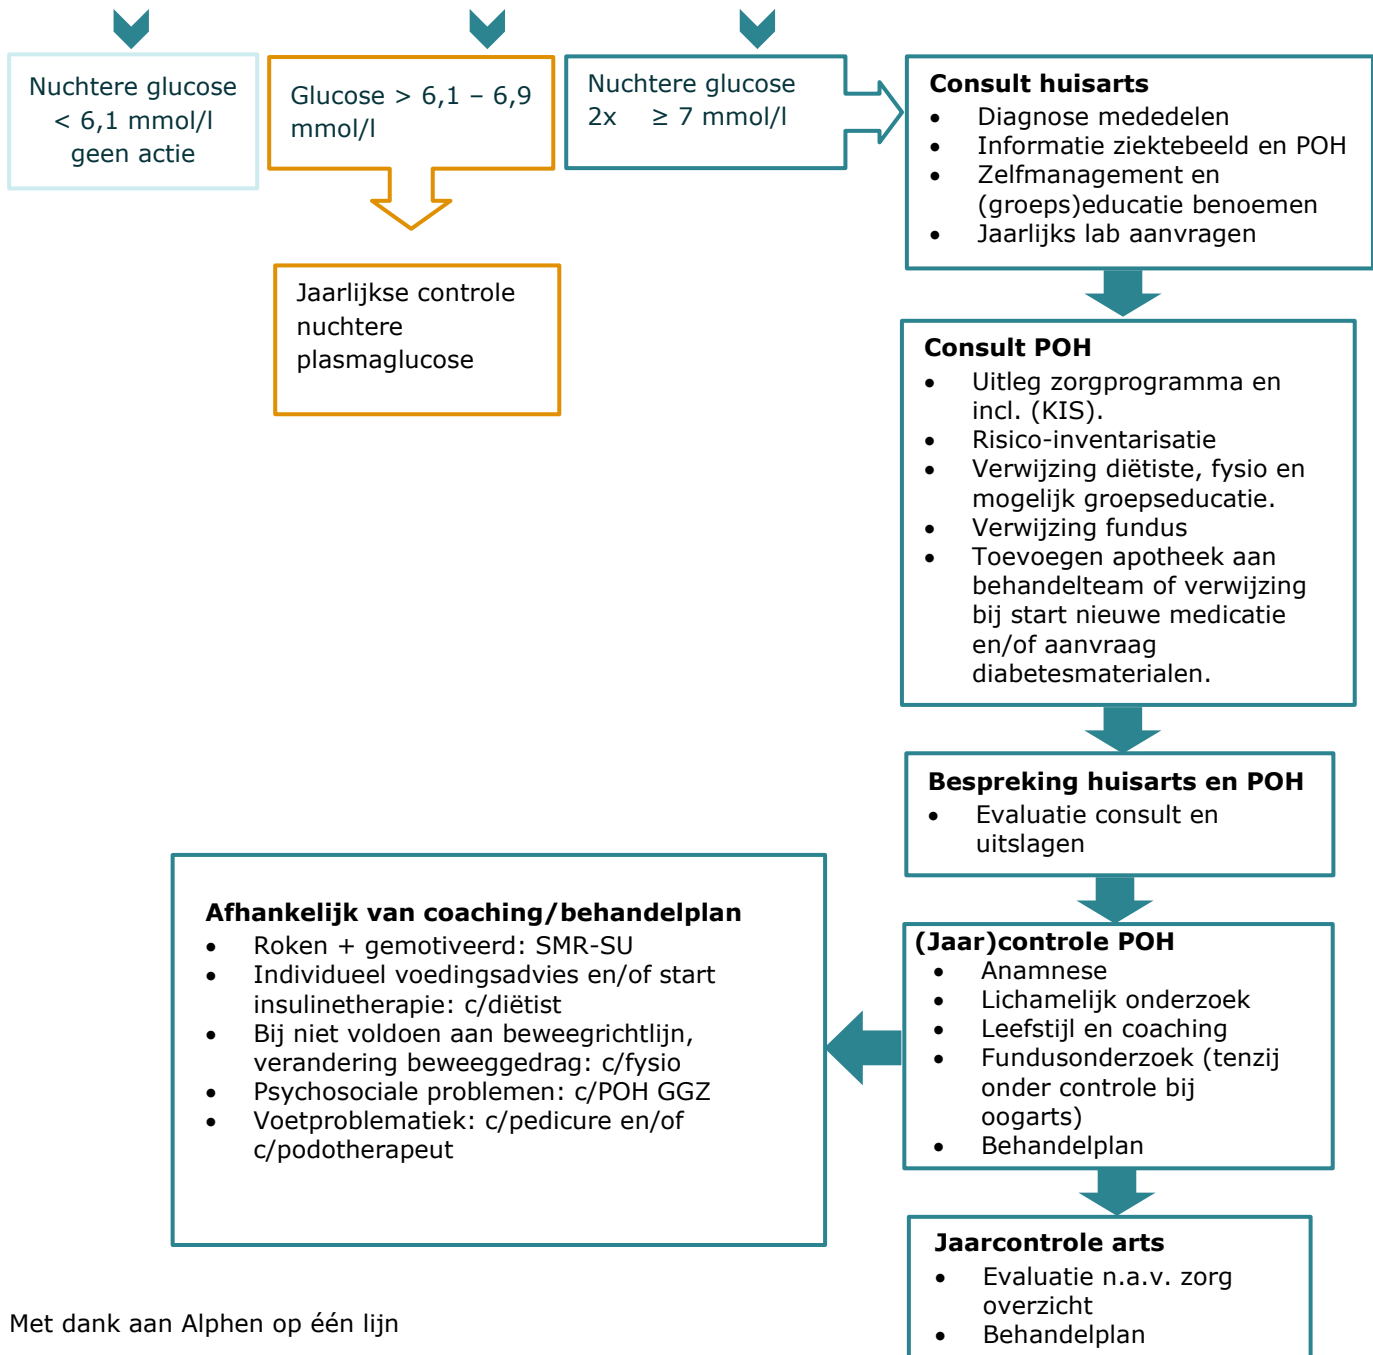 Nuchtere glucose
< 6,1 mmol/l
geen actie
Glucose > 6,1 – 6,9
mmol/l
Nuchtere glucose
2x ≥ 7 mmol/l
Consult huisarts
• Diagnose mededelen
• Informatie ziektebeeld en POH
• Zelfmanagement en
(groeps)educatie benoemen
• Jaarlijks lab aanvragen
Jaarlijkse controle
nuchtere
plasmaglucose
Consult POH
• Uitleg zorgprogramma en
incl. (KIS).
• Risico-inventarisatie
• Verwijzing diëtiste, fysio en
mogelijk groepseducatie.
• Verwijzing fundus
• Toevoegen apotheek aan
behandelteam of verwijzing
bij start nieuwe medicatie
en/of aanvraag
diabetesmaterialen.
Bespreking huisarts en POH
• Evaluatie consult en
uitslagen
(Jaar)controle POH
• Anamnese
• Lichamelijk onderzoek
• Leefstijl en coaching
• Fundusonderzoek (tenzij
onder controle bij
oogarts)
• Behandelplan
Afhankelijk van coaching/behandelplan
• Roken + gemotiveerd: SMR-SU
• Individueel voedingsadvies en/of start
insulinetherapie: c/diëtist
• Bij niet voldoen aan beweegrichtlijn,
verandering beweeggedrag: c/fysio
• Psychosociale problemen: c/POH GGZ
• Voetproblematiek: c/pedicure en/of
c/podotherapeut
Jaarcontrole arts
• Evaluatie n.a.v. zorg
overzicht
• Behandelplan
Met dank aan Alphen op één lijn